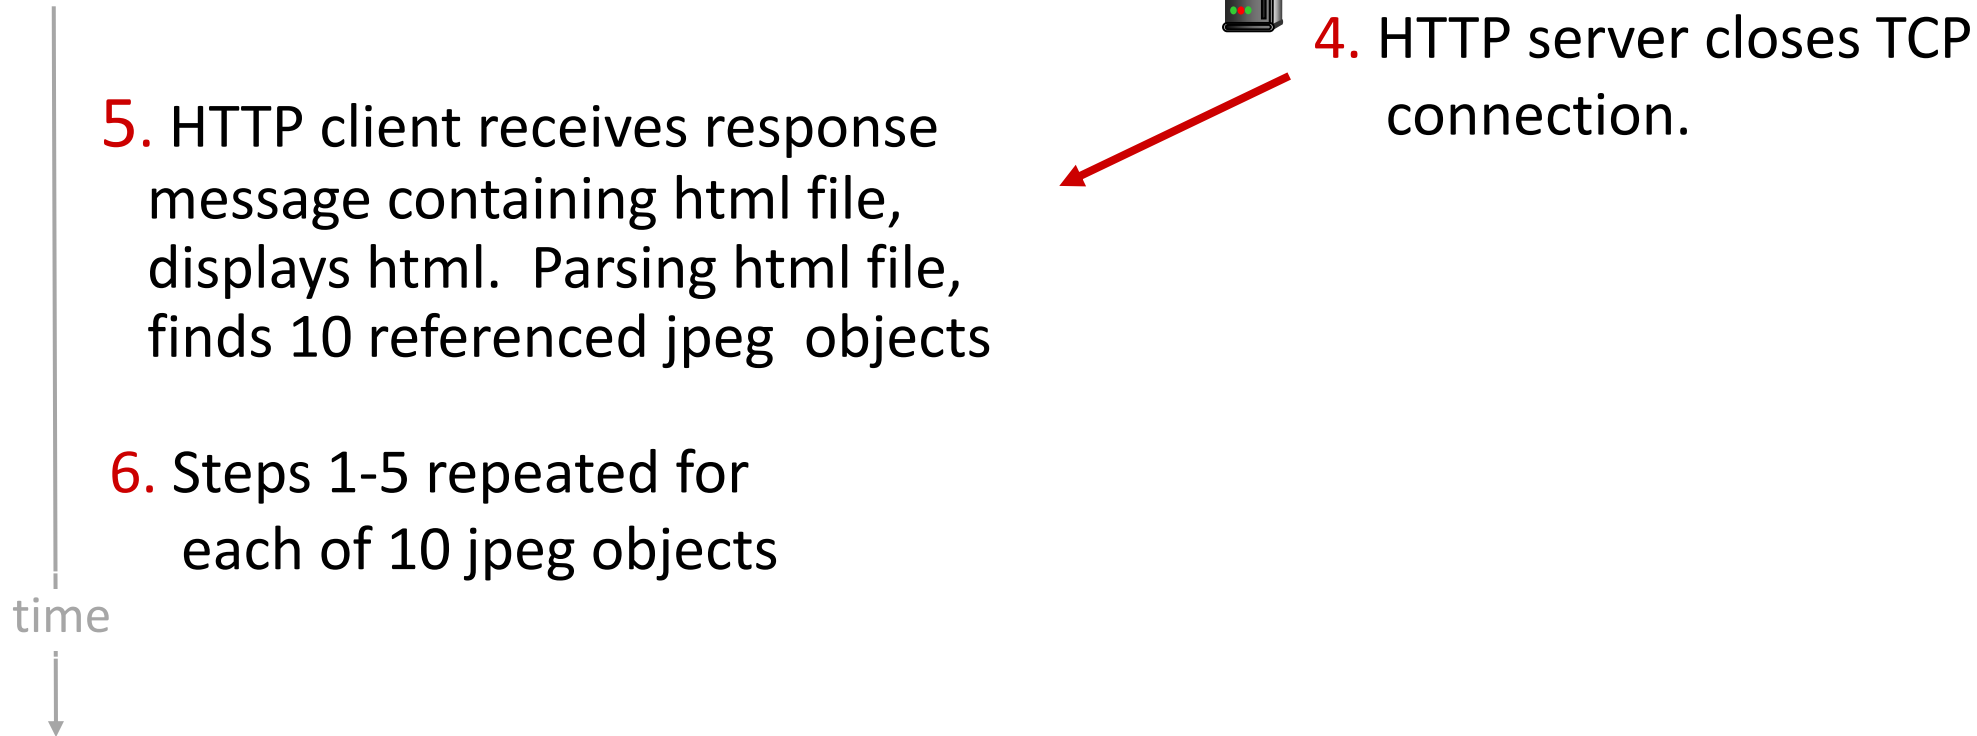 4. HTTP server closes TCP
connection.
5. HTTP client receives response
message containing html file,
displays html.  Parsing html file,
finds 10 referenced jpeg  objects
6. Steps 1-5 repeated for
each of 10 jpeg objects
time